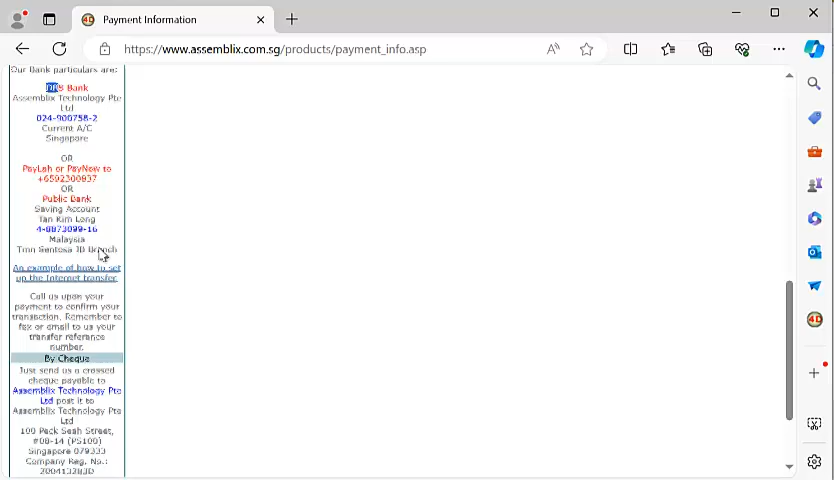 Payment Information
https://www.assemblix.com.sg/products/payment_info.asp
Our Bank particulars are:
DBS Bank
Assemblix Technology Pte
Ltd
024-900758-2
Current A/C
Singapore
OR
PayLah or PayNow to
+6592300937
OR
Public Bank
Saving Account
Tan Kim Long
4-8873099-16
Malaysia
Tmn Sentosa JB Branch
An example of how to set
up the Internet transfer
Call us upon your
payment to confirm your
transaction. Remember to
fax or email to us your
transfer reference
number.
By Cheque
Just send us a crossed
cheque payable to
Assemblix Technology Pte
Ltd post it to
Assemblix Technology Pte
Ltd
100 Peck Seah Street,
#08-14 (PS100)
Singapore 079333
Company Reg. No.: